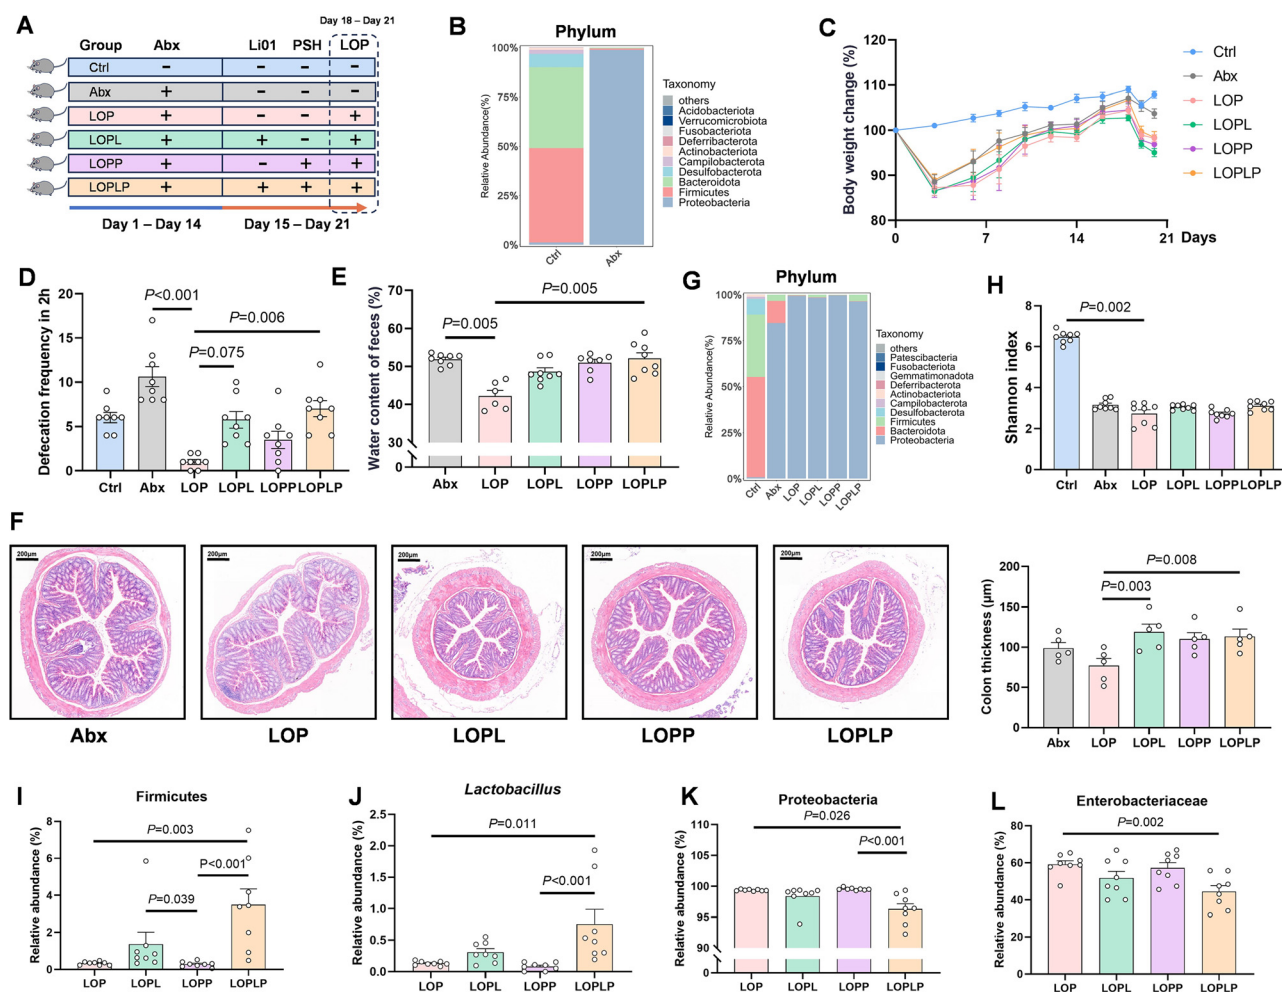 A
Day 18 – Day 21
Group Abx Li01 PSH LOP
Ctrl – – – –
Abx + – – –
LOP + – – +
LOPL + + – +
LOPP + – + +
LOPLP + + + +
Day 1 – Day 14 Day 15 – Day 21
B
Phylum
Relative Abundance(%)
100%
75%
50%
25%
0%
Ctrl Abx
Taxonomy
others
Acidobacteriota
Verrucomicrobiota
Fusobacteriota
Deferribacterota
Actinobacteriota
Campilobacterota
Desulfobacterota
Bacteroidota
Firmicutes
Proteobacteria
C
Body weight change (%)
120
110
100
90
80
0 7 14 21 Days
Ctrl
Abx
LOP
LOPL
LOPP
LOPLP
D
Defecation frequency in 2h
20
15
10
5
0
P<0.001
P=0.006
P=0.075
Ctrl Abx LOP LOPL LOPP LOPLP
E
Water content of feces (%)
70
60
50
40
30
0
P=0.005
P=0.005
Abx LOP LOPL LOPP LOPLP
G
Phylum
Relative Abundance(%)
100%
75%
50%
25%
0%
Ctrl Abx LOP LOPL LOPP LOPLP
Taxonomy
others
Patescibacteria
Fusobacteriota
Gemmatimonadota
Deferribacterota
Actinobacteriota
Campilobacterota
Desulfobacterota
Firmicutes
Bacteroidota
Proteobacteria
H
Shannon index
8
6
4
2
0
P=0.002
Ctrl Abx LOP LOPL LOPP LOPLP
F
200μm 200μm 200μm 200μm 200μm
Abx LOP LOPL LOPP LOPLP
Colon thickness (μm)
200
150
100
50
0
P=0.008
P=0.003
Abx LOP LOPL LOPP LOPLP
I
Firmicutes
Relative abundance (%)
8
6
4
2
0
P=0.003
P<0.001
P=0.039
LOP LOPL LOPP LOPLP
J
Lactobacillus
Relative abundance (%)
2.5
2.0
1.5
1.0
0.5
0.0
P=0.011
P<0.001
LOP LOPL LOPP LOPLP
K
Proteobacteria
Relative abundance (%)
110
105
100
95
90
0
P=0.026
P<0.001
LOP LOPL LOPP LOPLP
L
Enterobacteriaceae
Relative abundance (%)
80
60
40
20
0
P=0.002
LOP LOPL LOPP LOPLP